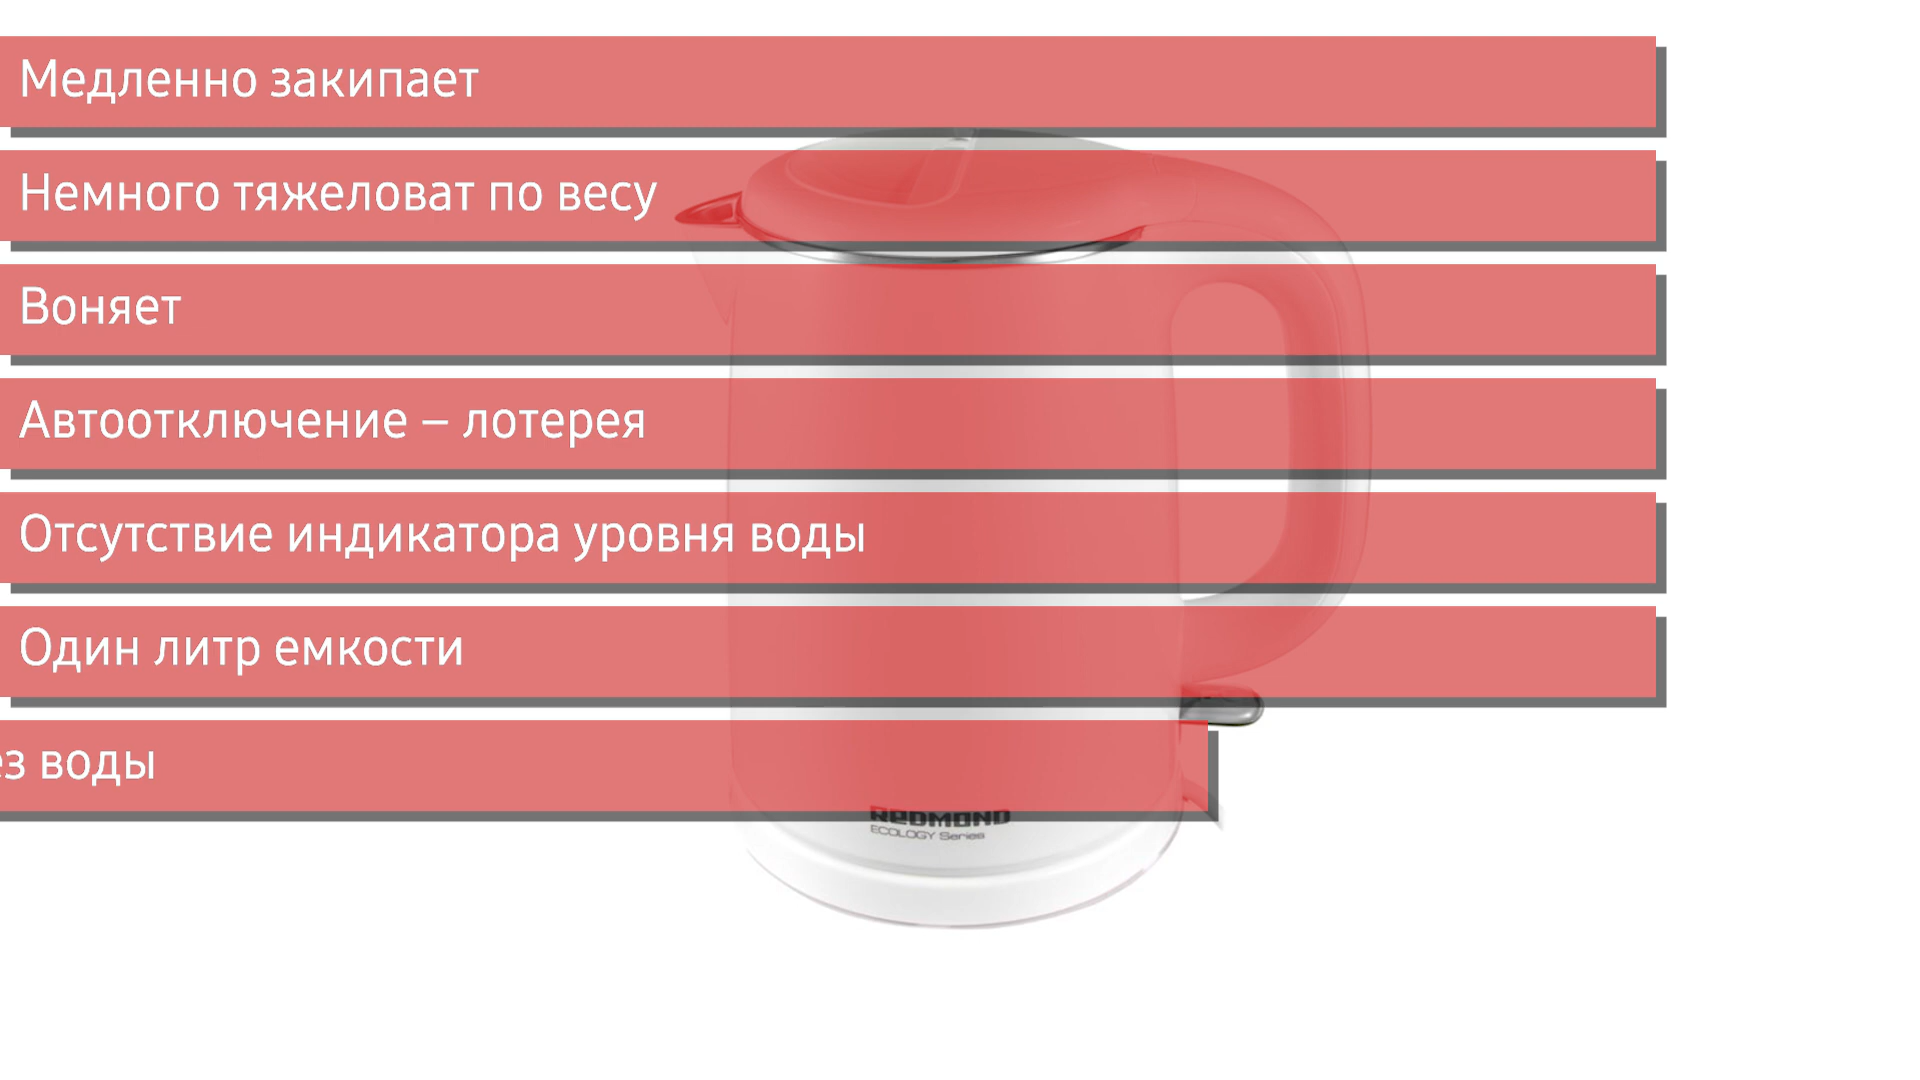 Медленно закипает
Немного тяжеловат по весу
Воняет
Автоотключение – лотерея
Отсутствие индикатора уровня воды
Один литр емкости
воды
REDMOND
ECOLOGY Series